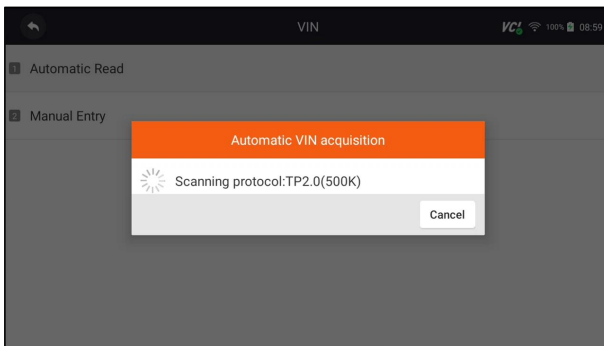 VIN
VCI 100% 08:59
1 Automatic Read
2 Manual Entry
Automatic VIN acquisition
Scanning protocol:TP2.0(500K)
Cancel